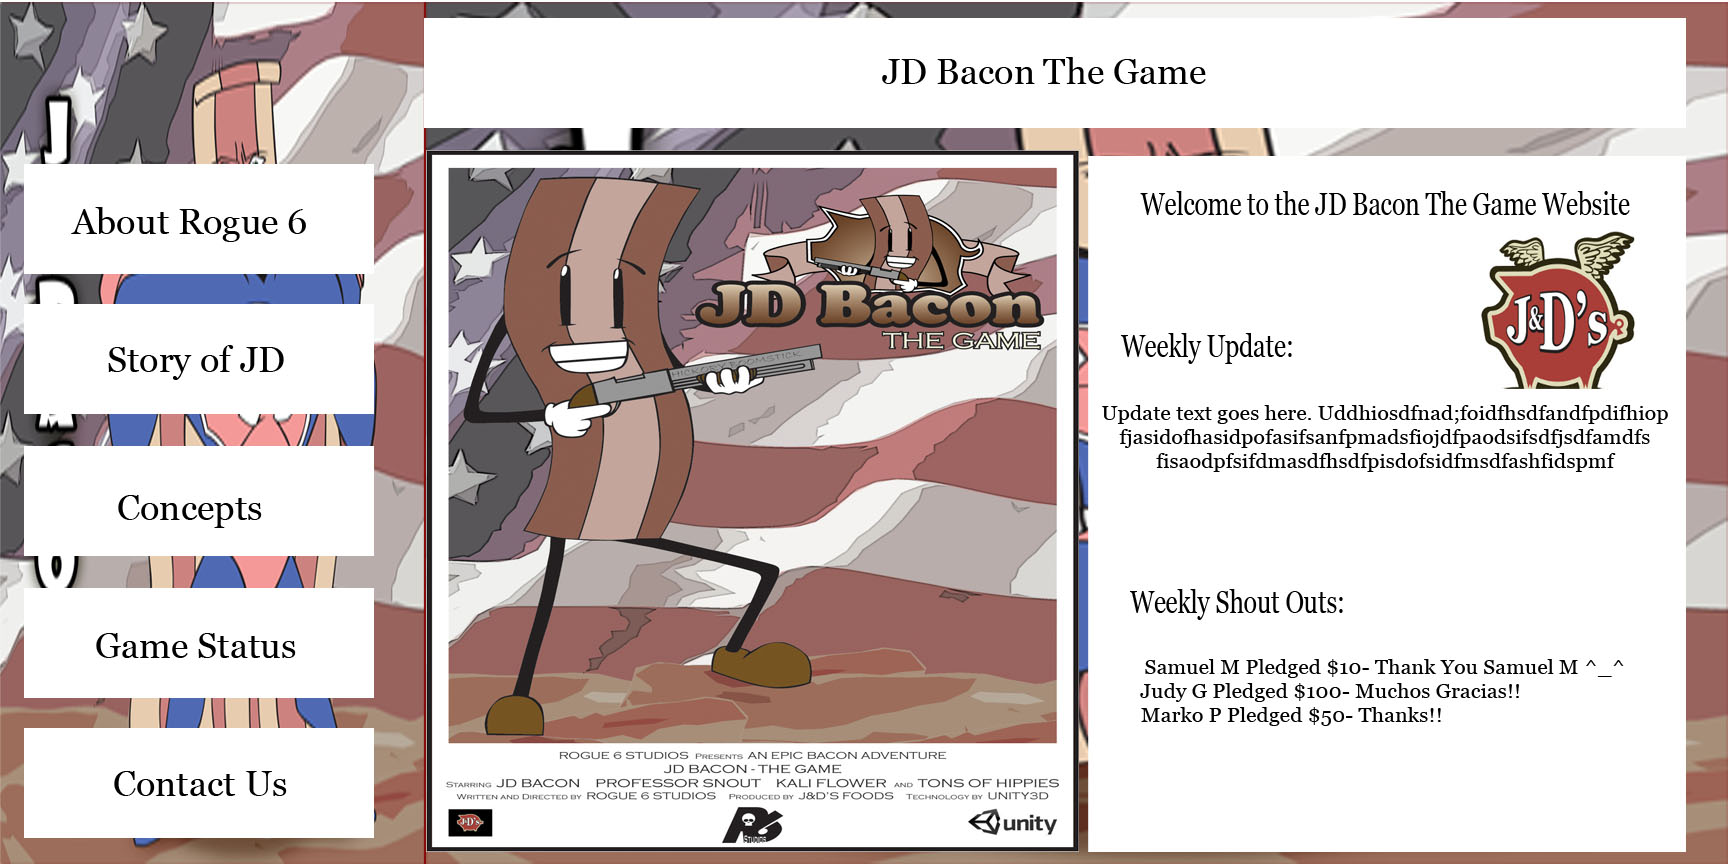 JD Bacon The Game
J
About Rogue 6
Story of JD
Concepts
Game Status
Contact Us
JD Bacon
THE GAME
HICKORY BOOMSTICK
ROGUE 6 STUDIOS PRESENTS AN EPIC BACON ADVENTURE
JD BACON - THE GAME
STARRING JD BACON PROFESSOR SNOUT KALI FLOWER AND TONS OF HIPPIES
WRITTEN AND DIRECTED BY ROGUE 6 STUDIOS PRODUCED BY J&D'S FOODS TECHNOLOGY BY UNITY3D
J&D's
R6
STUDIOS
unity
Welcome to the JD Bacon The Game Website
J&D's
Weekly Update:
Update text goes here. Uddhiosdfnad;foidfhsdfandfpdifhiop
fjasidofhasidpofasifsanfpmadsfiojdfpaodsifsdfjsdfamdfs
fisaodpfsifdmasdfhsdfpisdofsidfmsdfashfidspmf
Weekly Shout Outs:
Samuel M Pledged $10- Thank You Samuel M ^_^
Judy G Pledged $100- Muchos Gracias!!
Marko P Pledged $50- Thanks!!